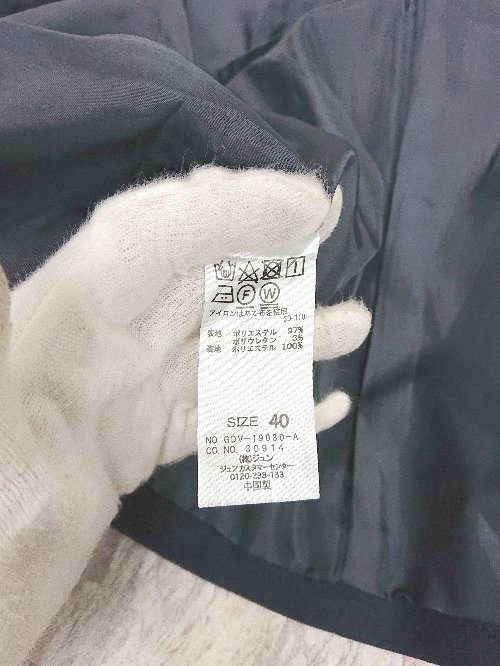 アイロンはあて布を使用
SD-110
表地 ポリエステル 97%
ポリウレタン 3%
裏地 ポリエステル 100%
SIZE 40
NO. GDV-19030-A
CO. NO. 30914
(株)ジュン
ジュンカスタマーセンター
0120-298-133
中国製